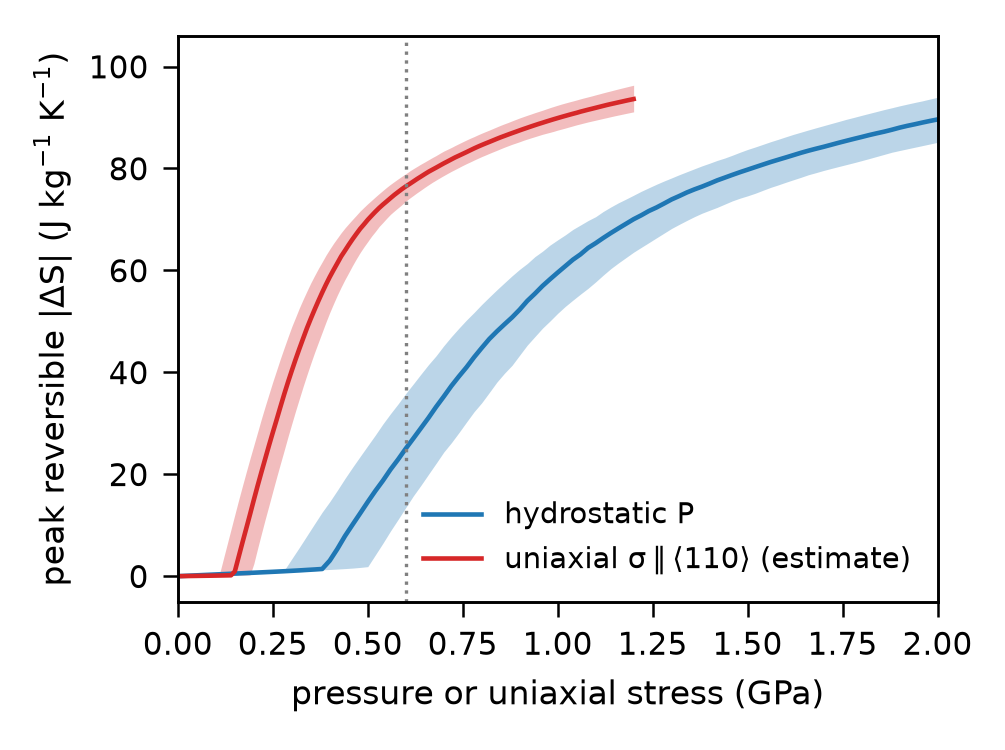 peak reversible |ΔS| (J kg⁻¹ K⁻¹)
100
80
60
40
20
0
hydrostatic P
uniaxial σ ∥ ⟨110⟩ (estimate)
0.00 0.25 0.50 0.75 1.00 1.25 1.50 1.75 2.00
pressure or uniaxial stress (GPa)